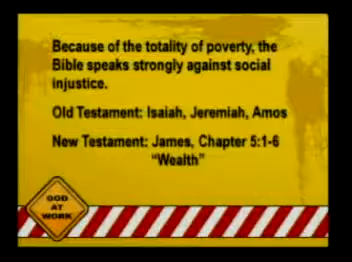 Because of the totality of poverty, the
Bible speaks strongly against social
injustice.
Old Testament: Isaiah, Jeremiah, Amos
New Testament: James, Chapter 5:1-6
"Wealth"
GOD
AT
WORK